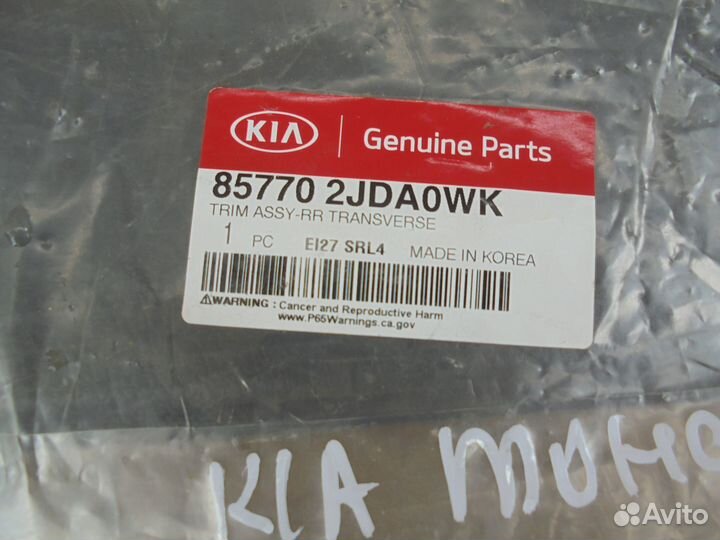 KIA Genuine Parts
85770 2JDA0WK
TRIM ASSY-RR TRANSVERSE
1 PC EI27 SRL4 MADE IN KOREA
⚠WARNING : Cancer and Reproductive Harm
www.P65Warnings.ca.gov
KIA
Avito